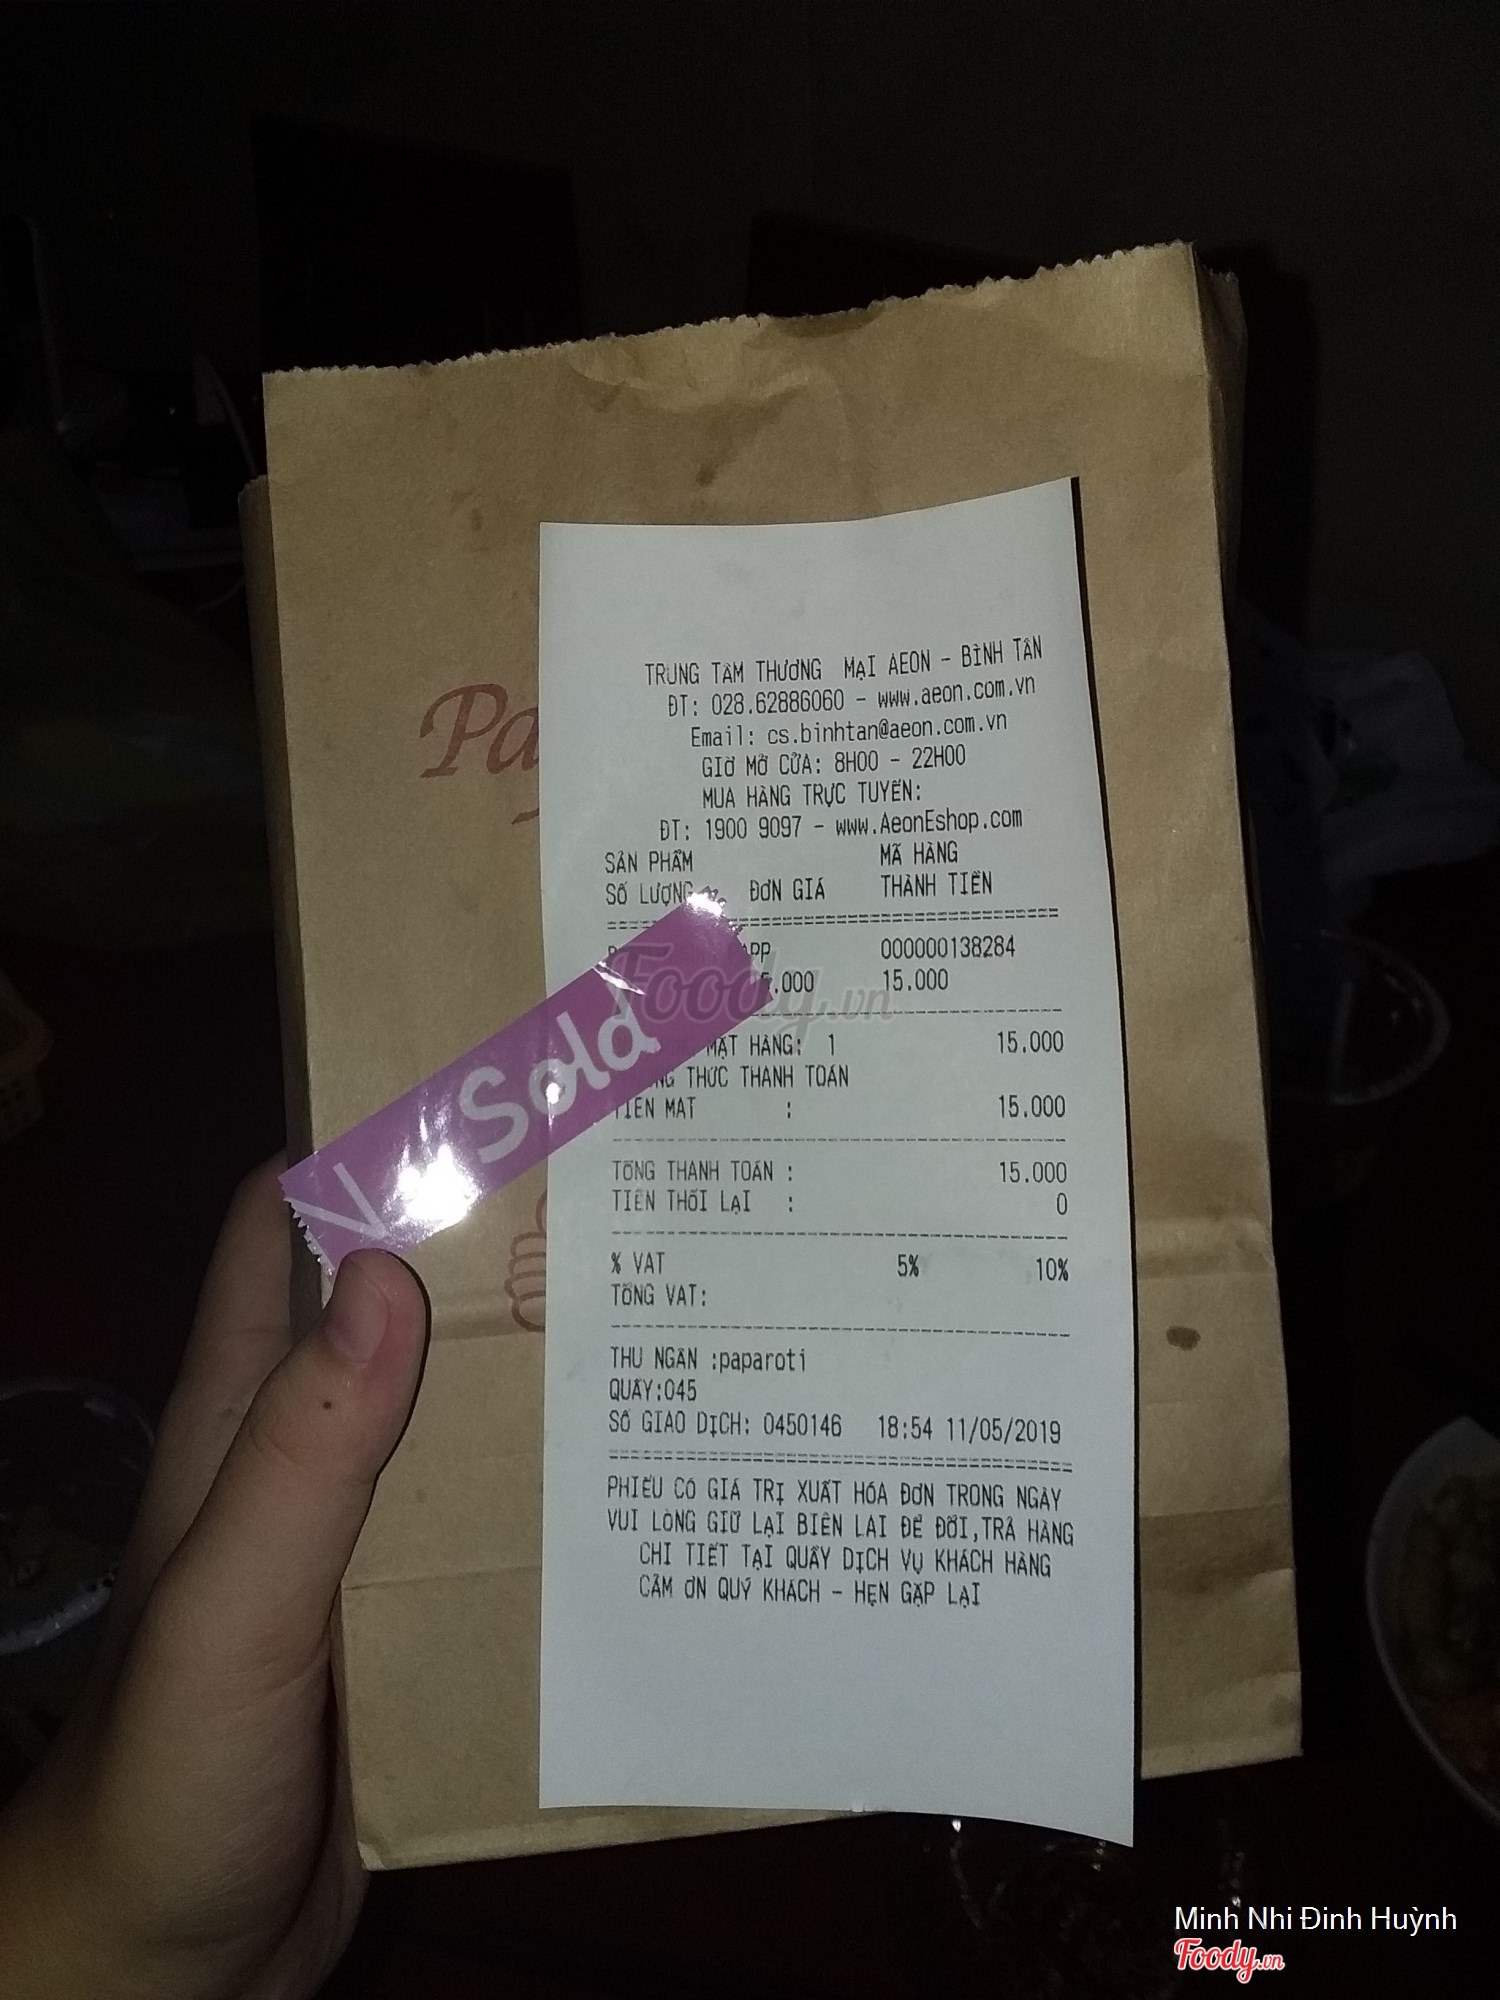 TRUNG TÂM THƯƠNG MẠI AEON - BÌNH TÂN
ĐT: 028.62886060 - www.aeon.com.vn
Email: cs.binhtan@aeon.com.vn
GIỜ MỞ CỬA: 8H00 - 22H00
MUA HÀNG TRỰC TUYẾN:
ĐT: 1900 9097 - www.AeonEshop.com
SẢN PHẨM MÃ HÀNG
SỐ LƯỢNG ĐƠN GIÁ THÀNH TIỀN
000000138284
.000 15.000
MẶT HÀNG: 1 15.000
THỨC THANH TOÁN
TIỀN MẶT : 15.000
TỔNG THANH TOÁN : 15.000
TIỀN THỐI LẠI : 0
% VAT 5% 10%
TỔNG VAT:
THU NGÂN :paparoti
QUẦY:045
SỐ GIAO DỊCH: 0450146 18:54 11/05/2019
PHIẾU CÓ GIÁ TRỊ XUẤT HÓA ĐƠN TRONG NGÀY
VUI LÒNG GIỮ LẠI BIÊN LAI ĐỂ ĐỔI,TRẢ HÀNG
CHI TIẾT TẠI QUẦY DỊCH VỤ KHÁCH HÀNG
CẢM ƠN QUÝ KHÁCH - HẸN GẶP LẠI
Pa
Sold
Foody.vn
Minh Nhi Đinh Huỳnh
Foody.vn